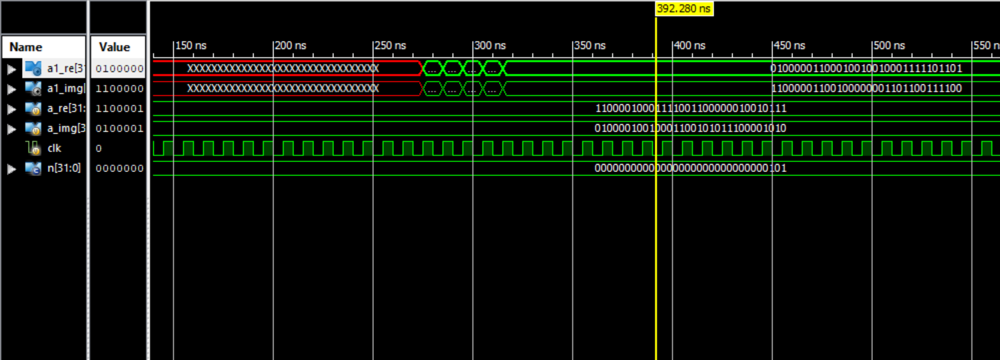 392.280 ns
Name Value 150 ns 200 ns 250 ns 300 ns 350 ns 400 ns 450 ns 500 ns 550 n
a1_re[3 0100000 XXXXXXXXXXXXXXXXXXXXXXXXXXXXXXXX ... ... ... ... 01000001100010010010001111101101
a1_img[ 1100000 XXXXXXXXXXXXXXXXXXXXXXXXXXXXXXXX ... ... ... ... 11000001100100000001101100111100
a_re[31: 1100001 11000010001111001100000010010111
a_img[3 0100001 01000010010001100101011100001010
clk 0
n[31:0] 0000000 00000000000000000000000000000101